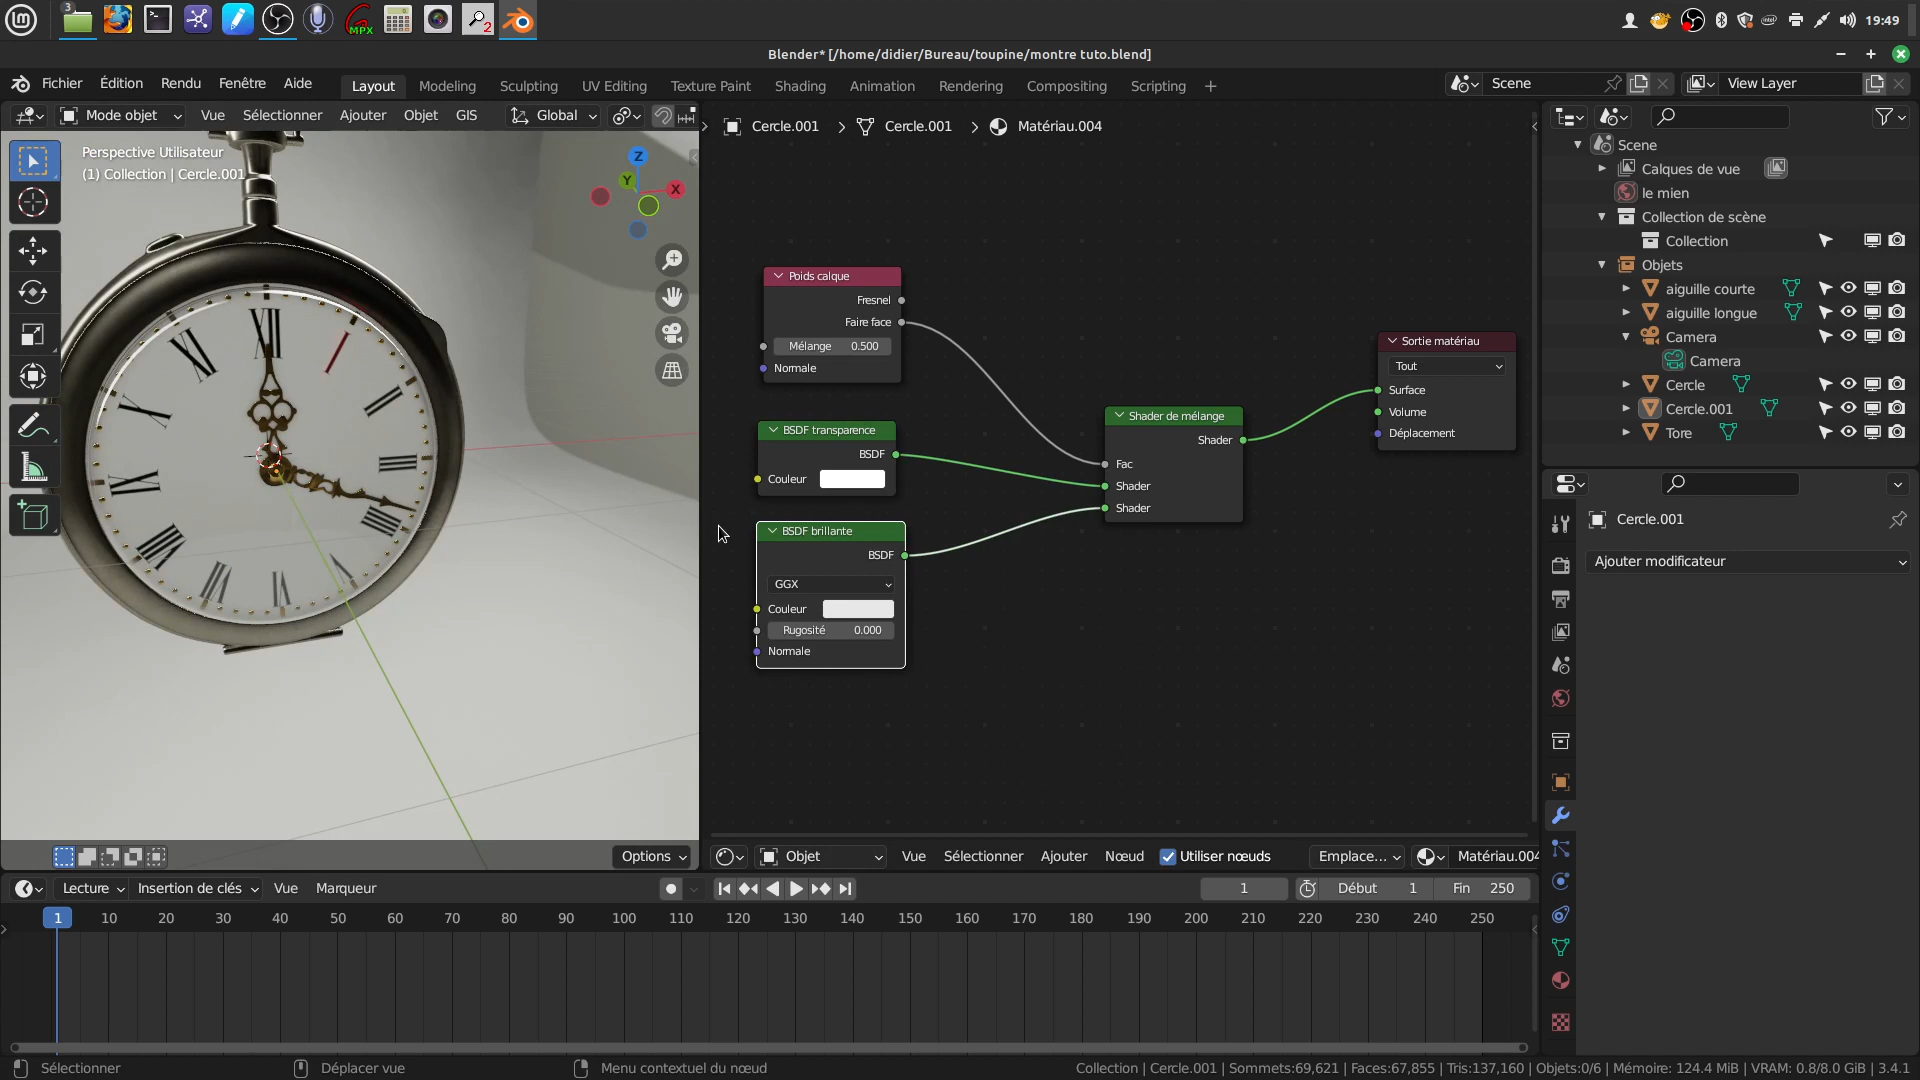 3
MPX
2
19:49
Blender* [/home/didier/Bureau/toupine/montre tuto.blend]
Fichier Édition Rendu Fenêtre Aide Layout Modeling Sculpting UV Editing Texture Paint Shading Animation Rendering Compositing Scripting + Scene View Layer
Mode objet Vue Sélectionner Ajouter Objet GIS Global
Perspective Utilisateur
(1) Collection | Cercle.001
Z
Y
X
XII
Cercle.001 > Cercle.001 > Matériau.004
Poids calque
Fresnel
Faire face
Mélange 0.500
Normale
BSDF transparence
BSDF
Couleur
BSDF brillante
BSDF
GGX
Couleur
Rugosité 0.000
Normale
Shader de mélange
Shader
Fac
Shader
Shader
Sortie matériau
Tout
Surface
Volume
Déplacement
Scene
Calques de vue
le mien
Collection de scène
Collection
Objets
aiguille courte
aiguille longue
Camera
Camera
Cercle
Cercle.001
Tore
Cercle.001
Ajouter modificateur
Options
Objet Vue Sélectionner Ajouter Nœud Utiliser nœuds Emplace... Matériau.004
Lecture Insertion de clés Vue Marqueur 1 Début 1 Fin 250
1 10 20 30 40 50 60 70 80 90 100 110 120 130 140 150 160 170 180 190 200 210 220 230 240 250
Sélectionner Déplacer vue Menu contextuel du nœud Collection | Cercle.001 | Sommets:69,621 | Faces:67,855 | Tris:137,160 | Objets:0/6 | Mémoire: 124.4 MiB | VRAM: 0.8/8.0 GiB | 3.4.1